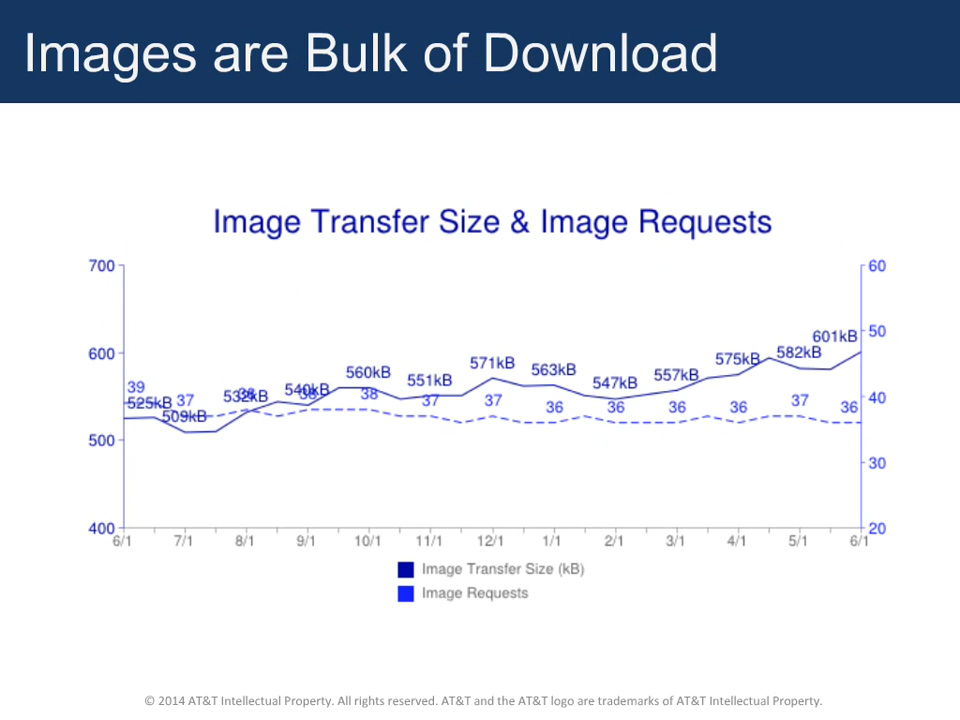 Images are Bulk of Download
Image Transfer Size & Image Requests
700
600
500
400
60
50
40
30
20
39
525kB
37
509kB
38
532kB
38
540kB
560kB
38
551kB
37
571kB
37
563kB
36
547kB
36
557kB
36
575kB
36
582kB
37
601kB
36
6/1 7/1 8/1 9/1 10/1 11/1 12/1 1/1 2/1 3/1 4/1 5/1 6/1
Image Transfer Size (kB)
Image Requests
© 2014 AT&T Intellectual Property. All rights reserved. AT&T and the AT&T logo are trademarks of AT&T Intellectual Property.